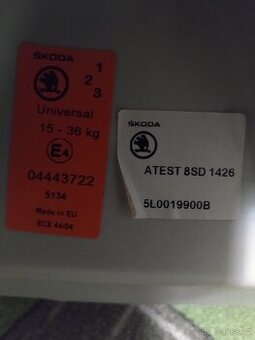 ŠKODA
1
2
3
Universal
15 - 36 kg
E4
04443722
5134
Made in EU
ECE 44/04
ŠKODA
ATEST 8SD 1426
5L0019900B